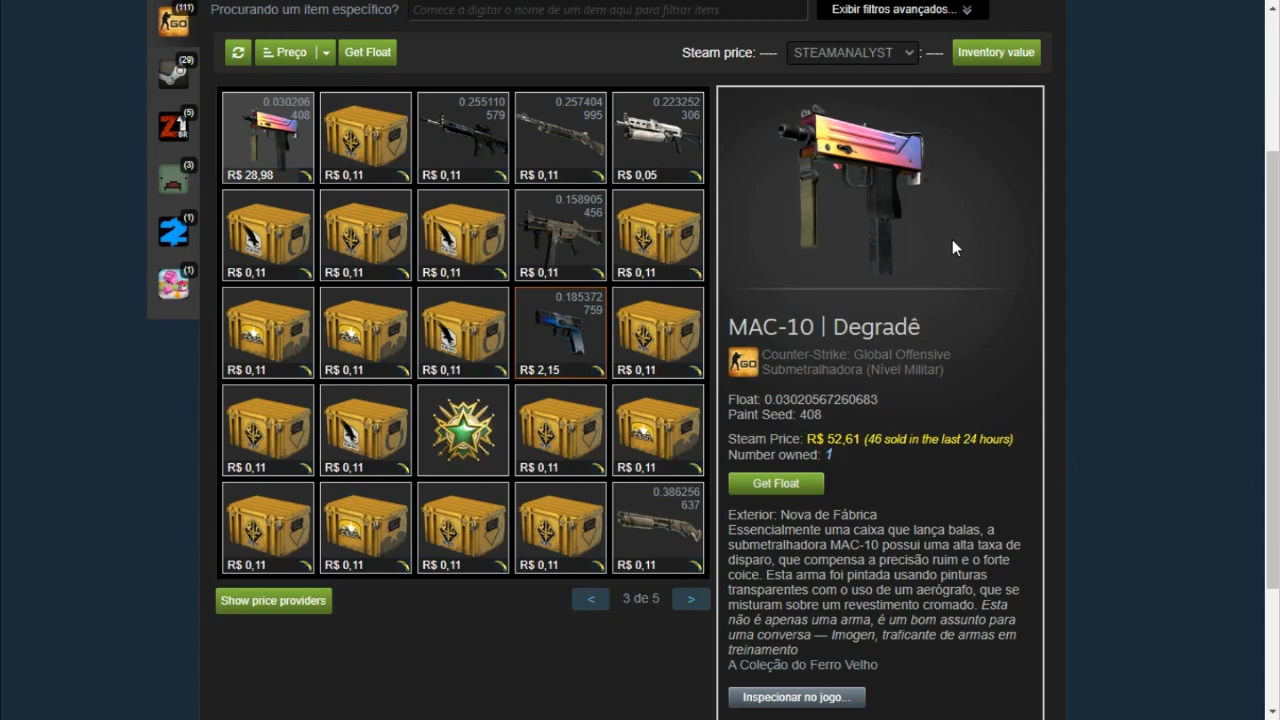 (111)
Procurando um item específico?
Comece a digitar o nome de um item aqui para filtrar itens
Exibir filtros avançados...
GO
(29)
Preço
Get Float
Steam price: ----
STEAMANALYST
: ----
Inventory value
(5)
Z1
BR
(3)
(1)
(1)
0.030206
408
R$ 28,98
R$ 0,11
0.255110
579
R$ 0,11
0.257404
995
R$ 0,11
0.223252
306
R$ 0,05
R$ 0,11
R$ 0,11
R$ 0,11
0.158905
456
R$ 0,11
R$ 0,11
R$ 0,11
R$ 0,11
R$ 0,11
0.185372
759
R$ 2,15
R$ 0,11
R$ 0,11
R$ 0,11
R$ 0,11
R$ 0,11
R$ 0,11
R$ 0,11
R$ 0,11
R$ 0,11
0.386256
637
R$ 0,11
Show price providers
<
3 de 5
>
MAC-10 | Degradê
GO
Counter-Strike: Global Offensive
Submetralhadora (Nível Militar)
Float: 0.03020567260683
Paint Seed: 408
Steam Price: R$ 52,61 (46 sold in the last 24 hours)
Number owned: 1
Get Float
Exterior: Nova de Fábrica
Essencialmente uma caixa que lança balas, a
submetralhadora MAC-10 possui uma alta taxa de
disparo, que compensa a precisão ruim e o forte
coice. Esta arma foi pintada usando pinturas
transparentes com o uso de um aerógrafo, que se
misturam sobre um revestimento cromado. Esta
não é apenas uma arma, é um bom assunto para
uma conversa — Imogen, traficante de armas em
treinamento
A Coleção do Ferro Velho
Inspecionar no jogo...